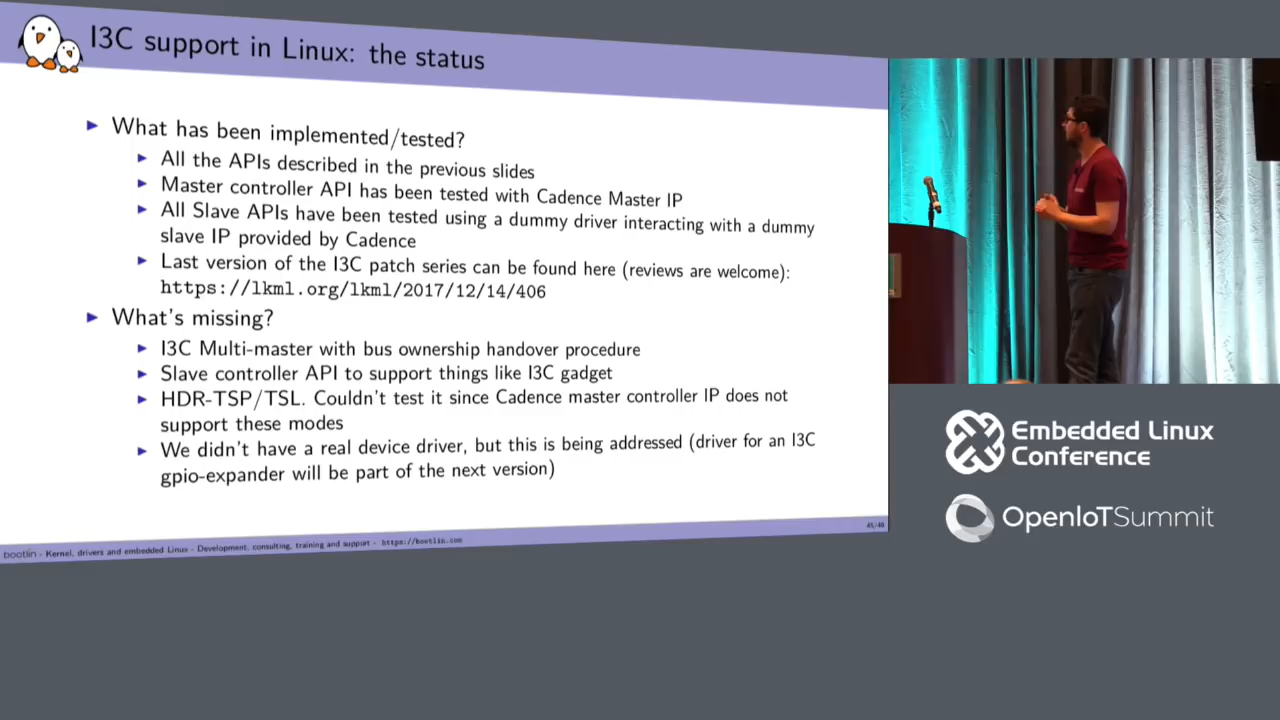 I3C support in Linux: the status
▶ What has been implemented/tested?
▶ All the APIs described in the previous slides
▶ Master controller API has been tested with Cadence Master IP
▶ All Slave APIs have been tested using a dummy driver interacting with a dummy
slave IP provided by Cadence
▶ Last version of the I3C patch series can be found here (reviews are welcome):
https://lkml.org/lkml/2017/12/14/406
▶ What's missing?
▶ I3C Multi-master with bus ownership handover procedure
▶ Slave controller API to support things like I3C gadget
▶ HDR-TSP/TSL. Couldn't test it since Cadence master controller IP does not
support these modes
▶ We didn't have a real device driver, but this is being addressed (driver for an I3C
gpio-expander will be part of the next version)
bootlin - Kernel, drivers and embedded Linux - Development, consulting, training and support - https://bootlin.com
Embedded Linux
Conference
OpenIoTSummit